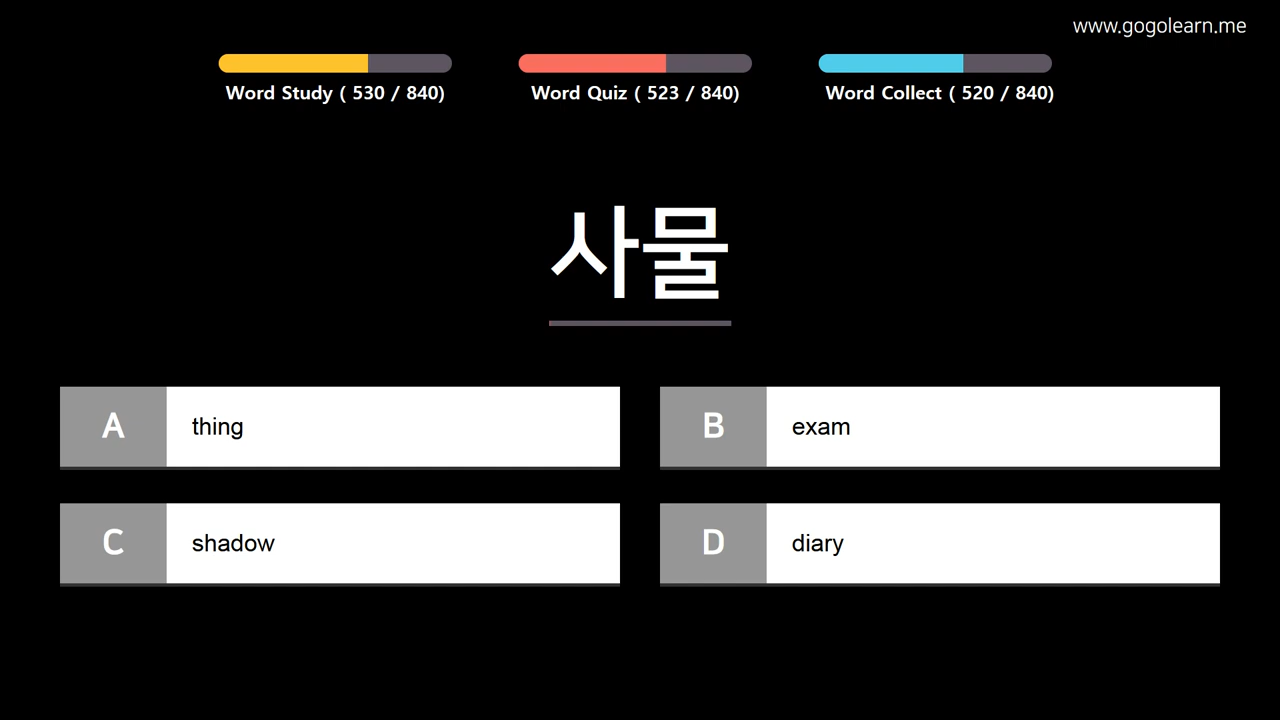 www.gogolearn.me
Word Study ( 530 / 840)
Word Quiz ( 523 / 840)
Word Collect ( 520 / 840)
사물
A thing
B exam
C shadow
D diary